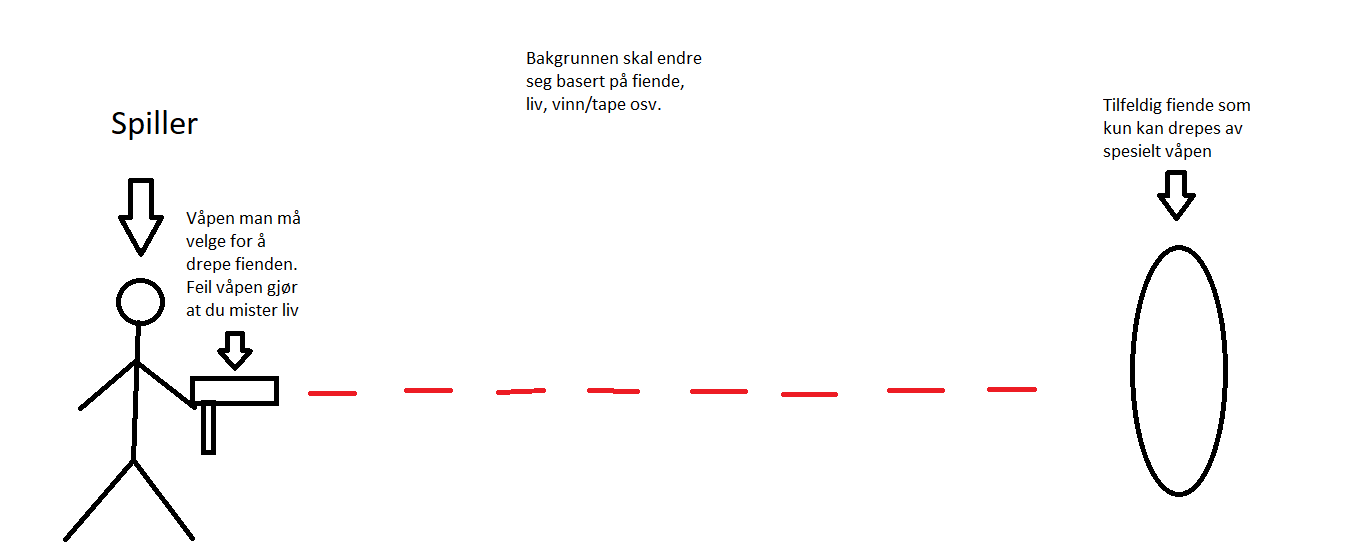 Bakgrunnen skal endre
seg basert på fiende,
liv, vinn/tape osv.
Spiller
Tilfeldig fiende som
kun kan drepes av
spesielt våpen
Våpen man må
velge for å
drepe fienden.
Feil våpen gjør
at du mister liv